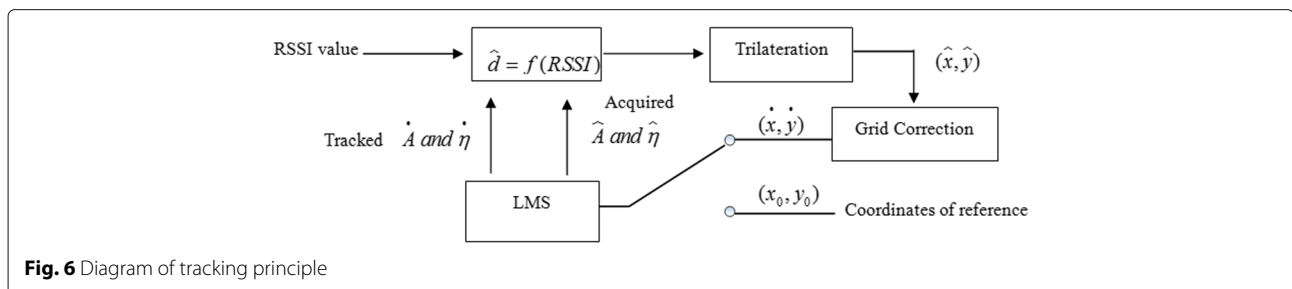 RSSI value
d̂ = f(RSSI)
Trilateration
(x̂, ŷ)
Acquired
Â and η̂
Tracked Ȧ and η̇
(ẋ, ẏ)
Grid Correction
LMS
(x₀, y₀)
Coordinates of reference
Fig. 6 Diagram of tracking principle